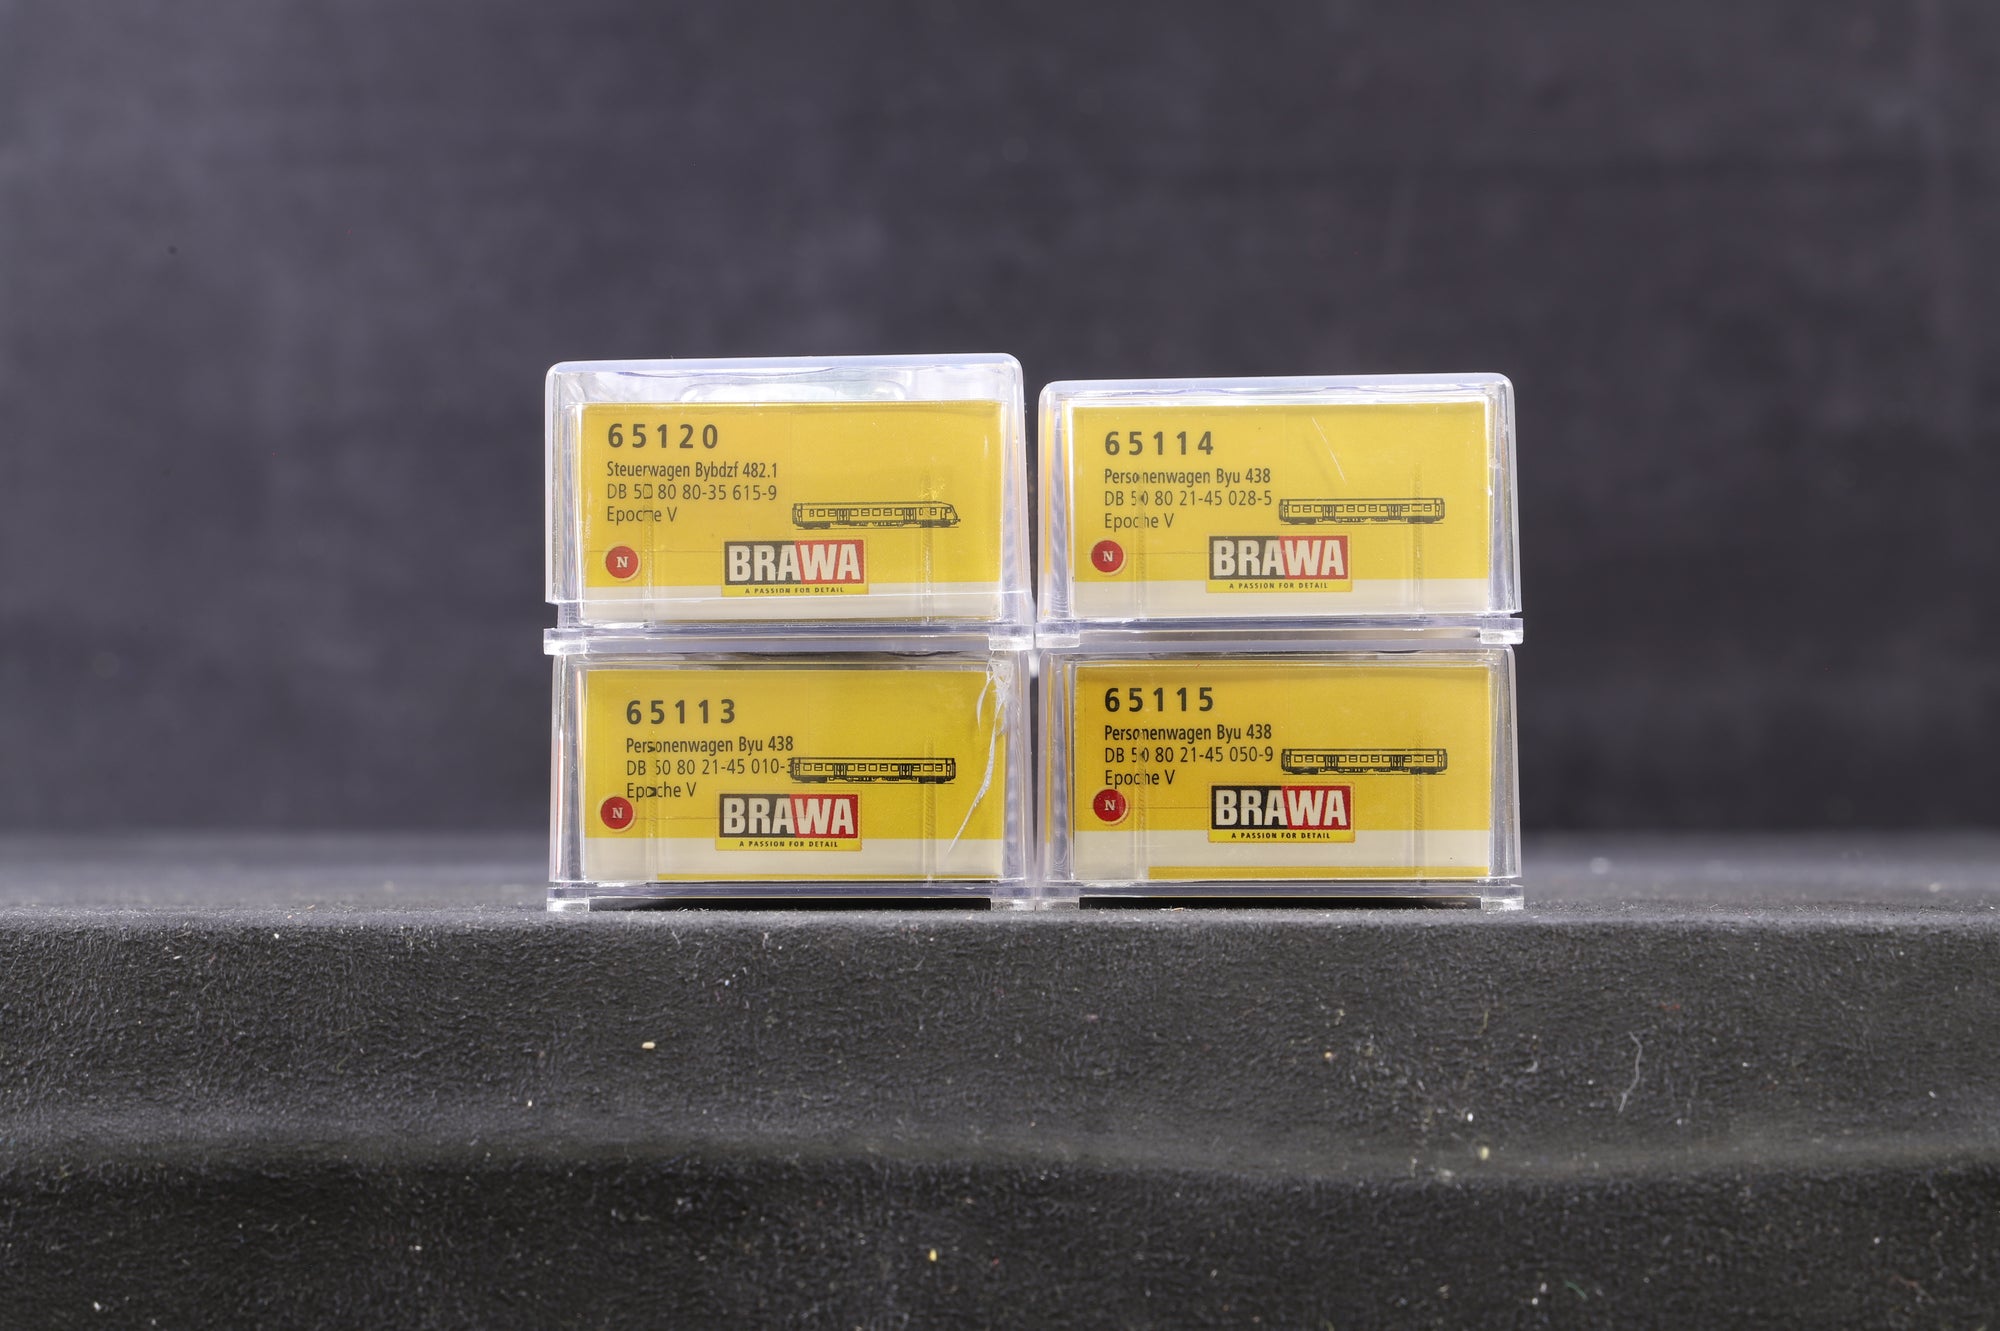 65120
Steuerwagen Bybdzf 482.1
DB 50 80 80-35 615-9
Epoche V
N
BRAWA
A PASSION FOR DETAIL
65114
Personenwagen Byu 438
DB 50 80 21-45 028-5
Epoche V
N
BRAWA
A PASSION FOR DETAIL
65113
Personenwagen Byu 438
DB 50 80 21-45 010-3
Epoche V
N
BRAWA
A PASSION FOR DETAIL
65115
Personenwagen Byu 438
DB 50 80 21-45 050-9
Epoche V
N
BRAWA
A PASSION FOR DETAIL